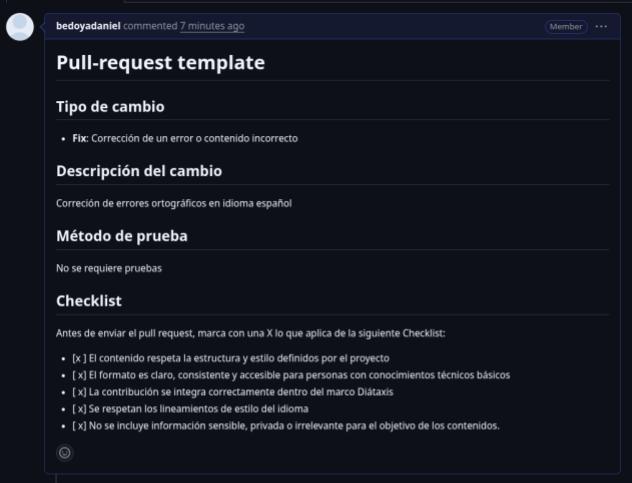 bedoyadaniel commented 7 minutes ago
Member
Pull-request template
Tipo de cambio
• Fix: Corrección de un error o contenido incorrecto
Descripción del cambio
Correción de errores ortográficos en idioma español
Método de prueba
No se requiere pruebas
Checklist
Antes de enviar el pull request, marca con una X lo que aplica de la siguiente Checklist:
• [x ] El contenido respeta la estructura y estilo definidos por el proyecto
• [ x] El formato es claro, consistente y accesible para personas con conocimientos técnicos básicos
• [ x] La contribución se integra correctamente dentro del marco Diátaxis
• [ x] Se respetan los lineamientos de estilo del idioma
• [ x] No se incluye información sensible, privada o irrelevante para el objetivo de los contenidos.